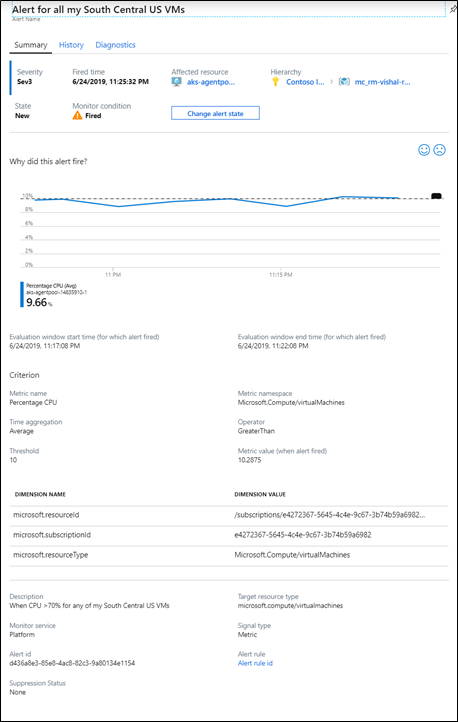 Alert for all my South Central US VMs
Alert Name
Summary History Diagnostics
Severity Fired time Affected resource Hierarchy
Sev3 6/24/2019, 11:25:32 PM aks-agentpo... Contoso I... > mc_rm-vishal-r...
State Monitor condition
New Fired Change alert state
Why did this alert fire?
10%
8%
6%
4%
2%
0%
11 PM 11:15 PM
Percentage CPU (Avg)
aks-agentpool-14835910-1
9.66 %
Evaluation window start time (for which alert fired) Evaluation window end time (for which alert fired)
6/24/2019, 11:17:08 PM 6/24/2019, 11:22:08 PM
Criterion
Metric name Metric namespace
Percentage CPU Microsoft.Compute/virtualMachines
Time aggregation Operator
Average GreaterThan
Threshold Metric value (when alert fired)
10 10.2875
DIMENSION NAME DIMENSION VALUE
microsoft.resourceId /subscriptions/e4272367-5645-4c4e-9c67-3b74b59a6982...
microsoft.subscriptionId e4272367-5645-4c4e-9c67-3b74b59a6982
microsoft.resourceType Microsoft.Compute/virtualMachines
Description Target resource type
When CPU >70% for any of my South Central US VMs microsoft.compute/virtualmachines
Monitor service Signal type
Platform Metric
Alert id Alert rule
d436a8e3-85e8-4ac8-82c3-9a80134e1154 Alert rule id
Suppression Status
None